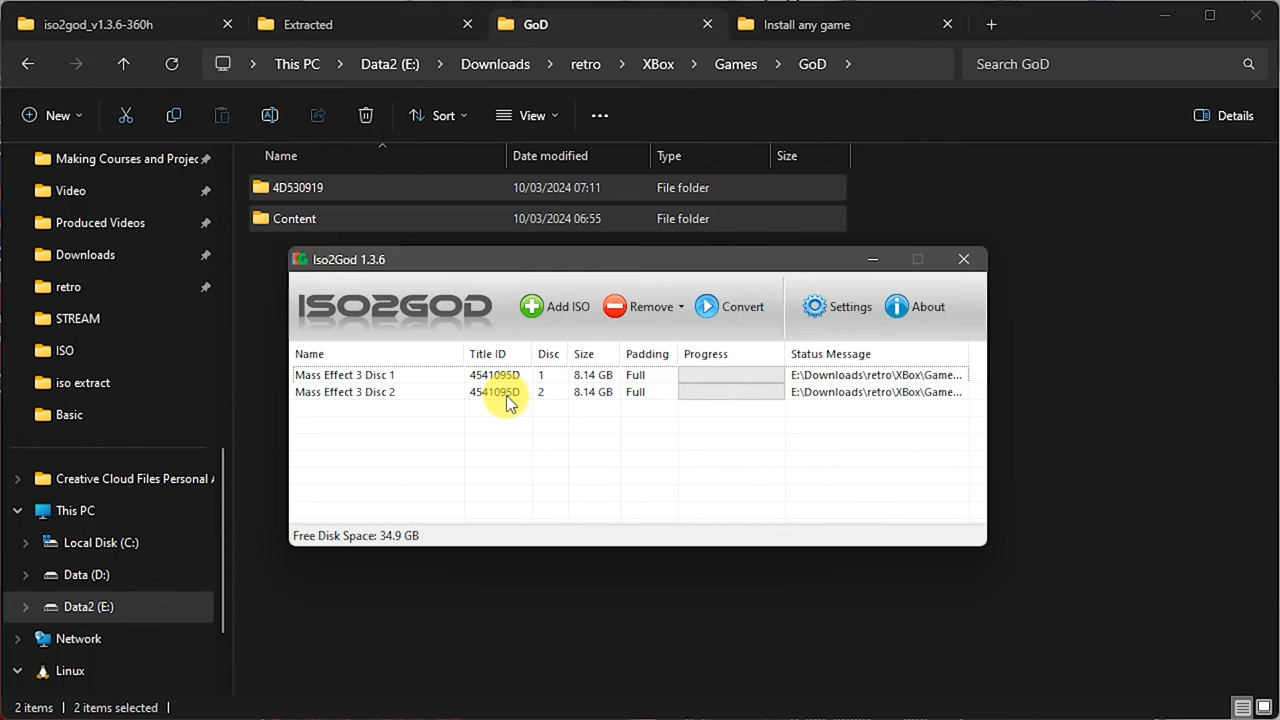 iso2god_v1.3.6-360h
Extracted
GoD
Install any game
This PC > Data2 (E:) > Downloads > retro > XBox > Games > GoD >
Search GoD
New
Sort
View
Details
Name Date modified Type Size
4D530919 10/03/2024 07:11 File folder
Content 10/03/2024 06:55 File folder
Making Courses and Projec
Video
Produced Videos
Downloads
retro
STREAM
ISO
iso extract
Basic
Creative Cloud Files Personal
This PC
Local Disk (C:)
Data (D:)
Data2 (E:)
Network
Linux
Iso2God 1.3.6
ISO2GOD
Add ISO
Remove
Convert
Settings
About
Name Title ID Disc Size Padding Progress Status Message
Mass Effect 3 Disc 1 4541095D 1 8.14 GB Full E:\Downloads\retro\XBox\Game...
Mass Effect 3 Disc 2 4541095D 2 8.14 GB Full E:\Downloads\retro\XBox\Game...
Free Disk Space: 34.9 GB
2 items
2 items selected